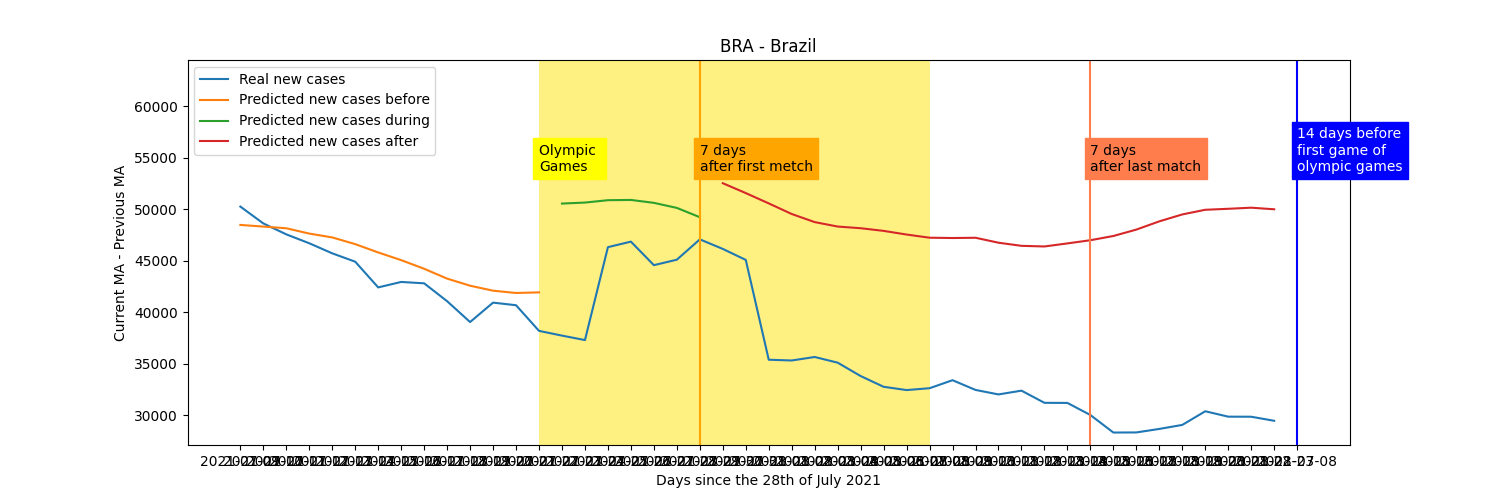 BRA - Brazil
Real new cases
Predicted new cases before
Predicted new cases during
Predicted new cases after
Olympic
Games
7 days
after first metch
7 days
after last match
14 days before
first game of
olympic games
Current MA - Previous MA
60000
55000
50000
45000
40000
35000
30000
Days since the 28th of July 2021